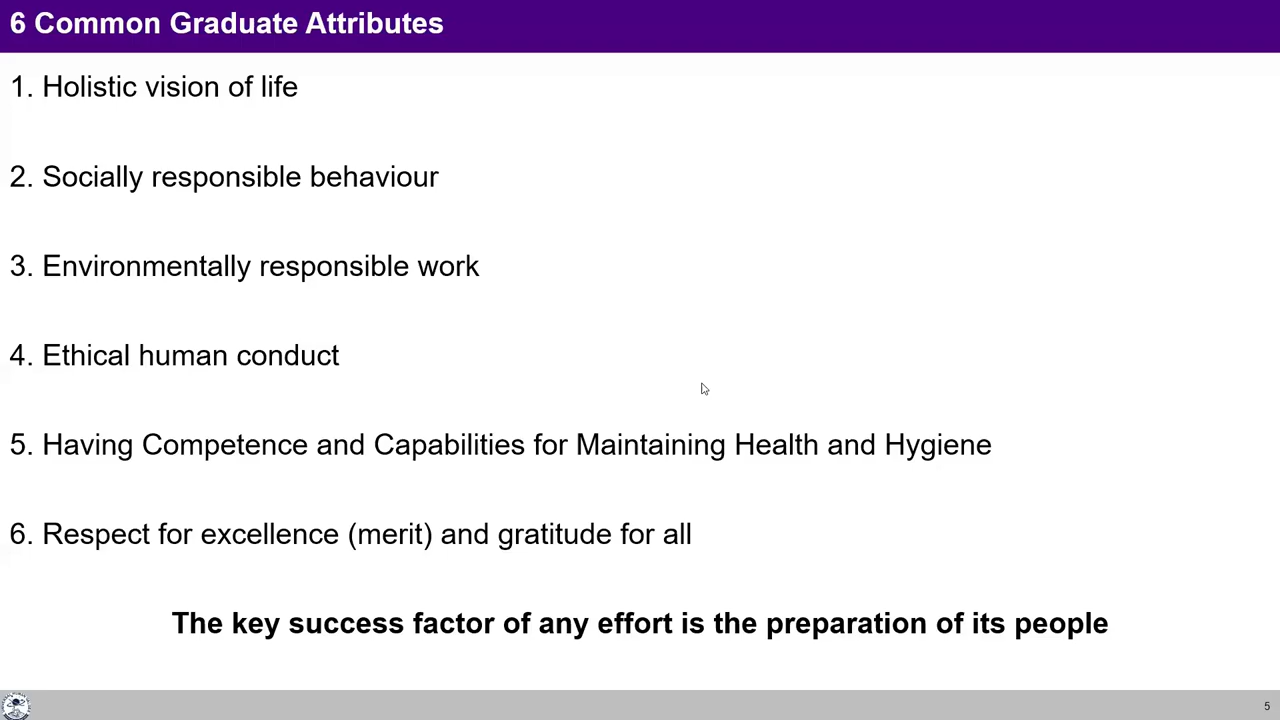 6 Common Graduate Attributes
1. Holistic vision of life
2. Socially responsible behaviour
3. Environmentally responsible work
4. Ethical human conduct
5. Having Competence and Capabilities for Maintaining Health and Hygiene
6. Respect for excellence (merit) and gratitude for all
The key success factor of any effort is the preparation of its people
5